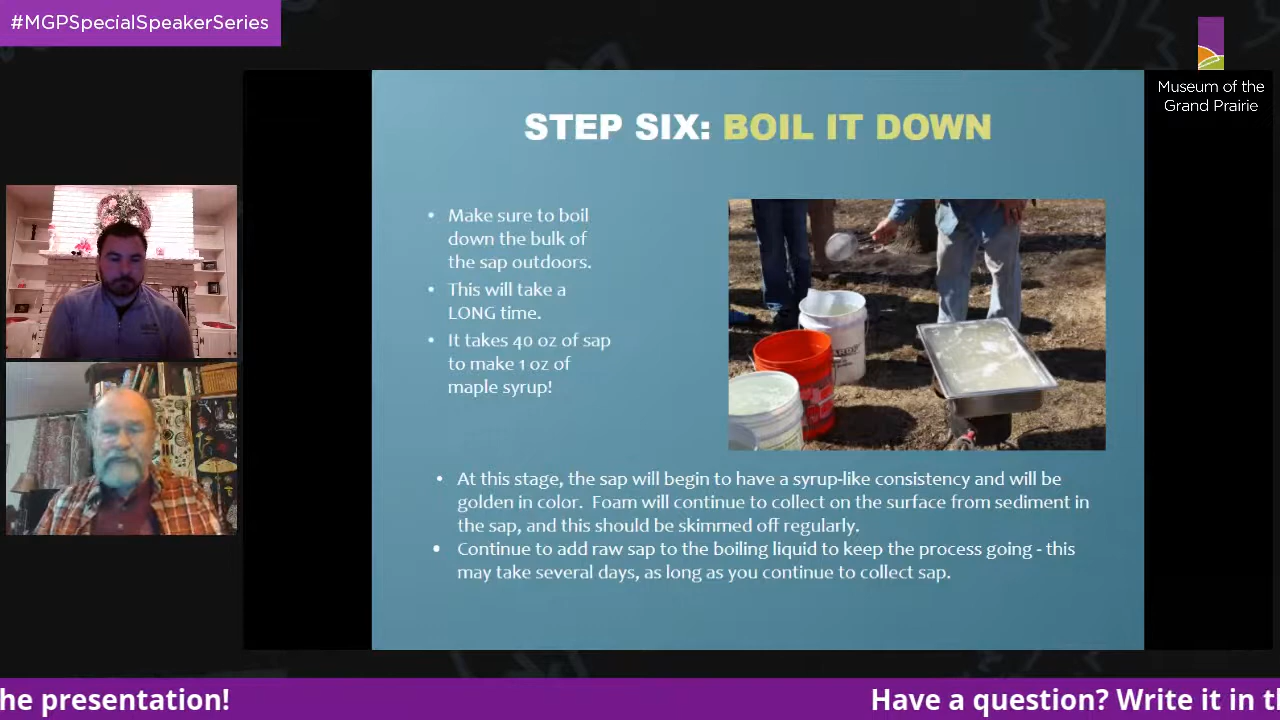 #MGPSpecialSpeakerSeries
Museum of the
Grand Prairie
STEP SIX: BOIL IT DOWN
• Make sure to boil
down the bulk of
the sap outdoors.
• This will take a
LONG time.
• It takes 40 oz of sap
to make 1 oz of
maple syrup!
• At this stage, the sap will begin to have a syrup-like consistency and will be
golden in color. Foam will continue to collect on the surface from sediment in
the sap, and this should be skimmed off regularly.
• Continue to add raw sap to the boiling liquid to keep the process going - this
may take several days, as long as you continue to collect sap.
he presentation! Have a question? Write it in th